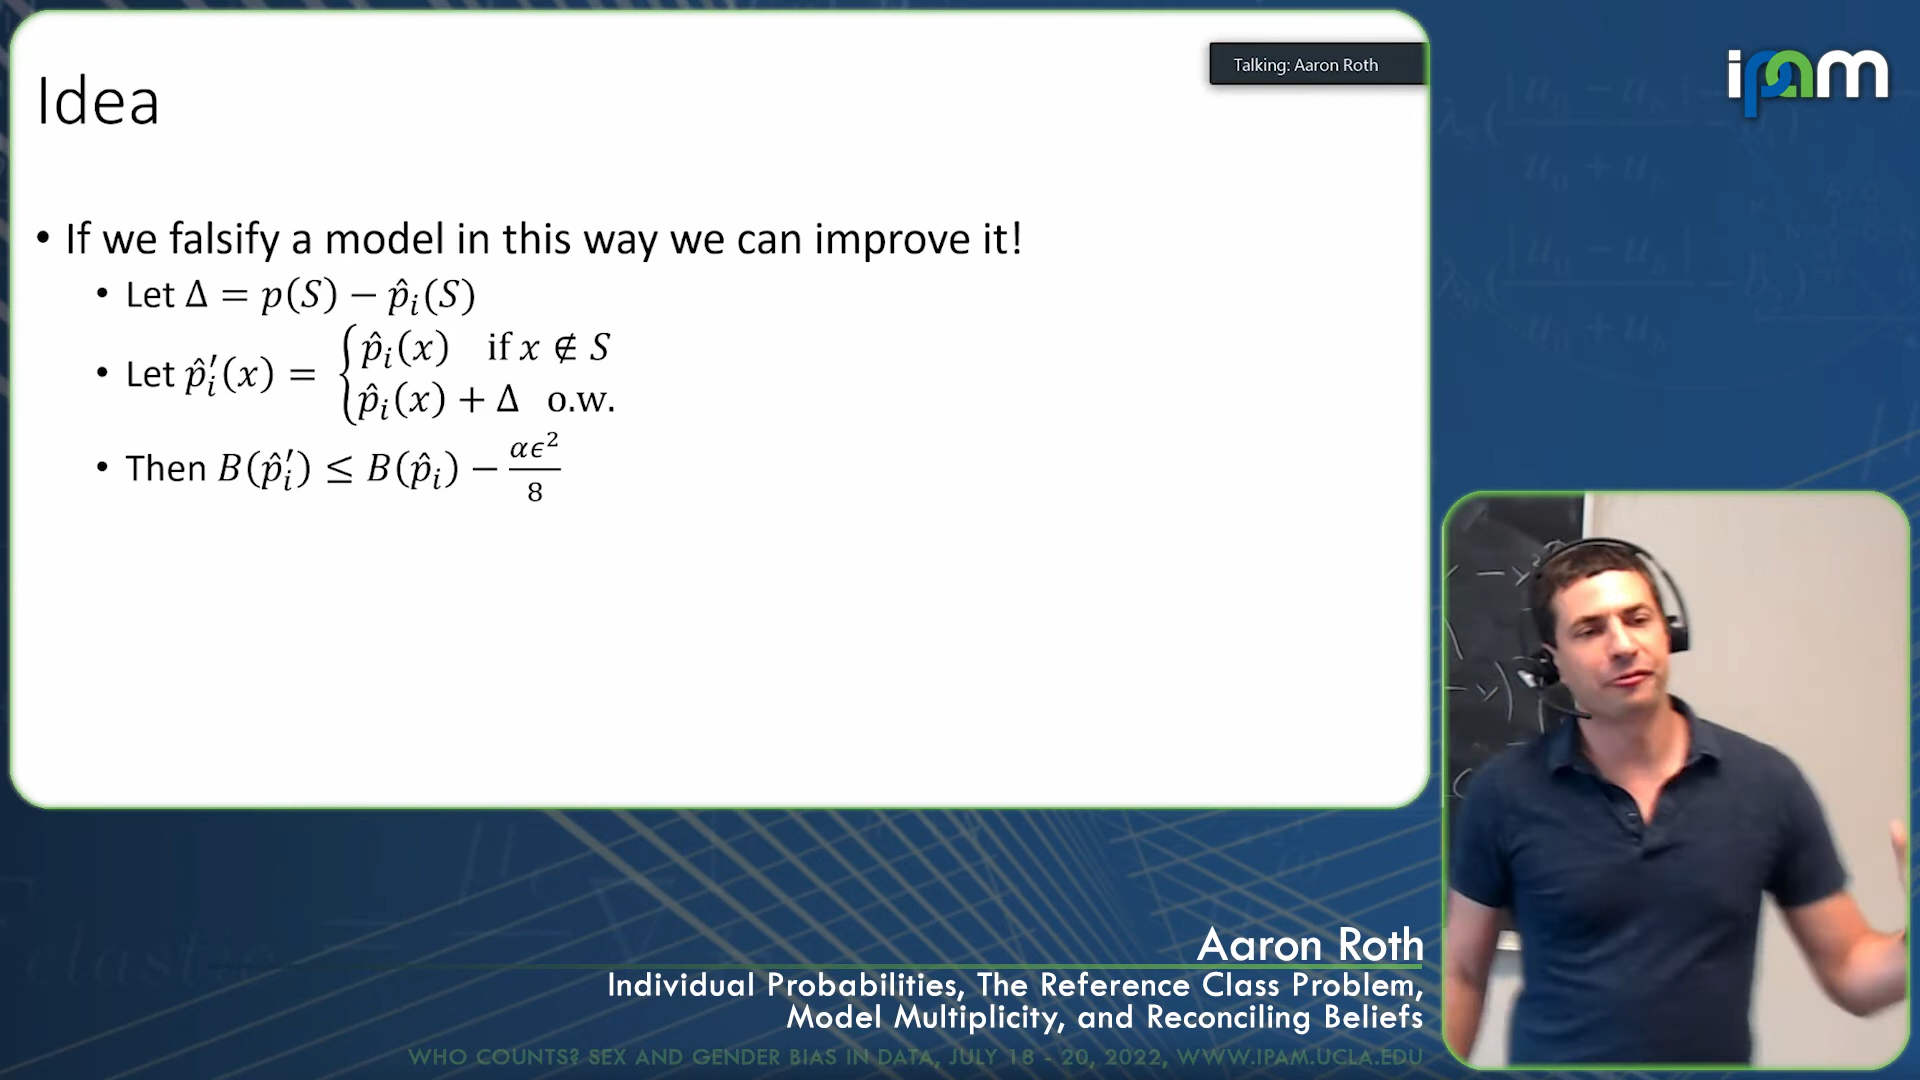 Talking: Aaron Roth
ipam
Idea
• If we falsify a model in this way we can improve it!
• Let Δ = p(S) − p̂ᵢ(S)
• Let p̂ᵢ′(x) = { p̂ᵢ(x) if x ∉ S
p̂ᵢ(x) + Δ o.w.
• Then B(p̂ᵢ′) ≤ B(p̂ᵢ) − αϵ²/8
Aaron Roth
Individual Probabilities, The Reference Class Problem,
Model Multiplicity, and Reconciling Beliefs
WHO COUNTS? SEX AND GENDER BIAS IN DATA, JULY 18 - 20, 2022, WWW.IPAM.UCLA.EDU